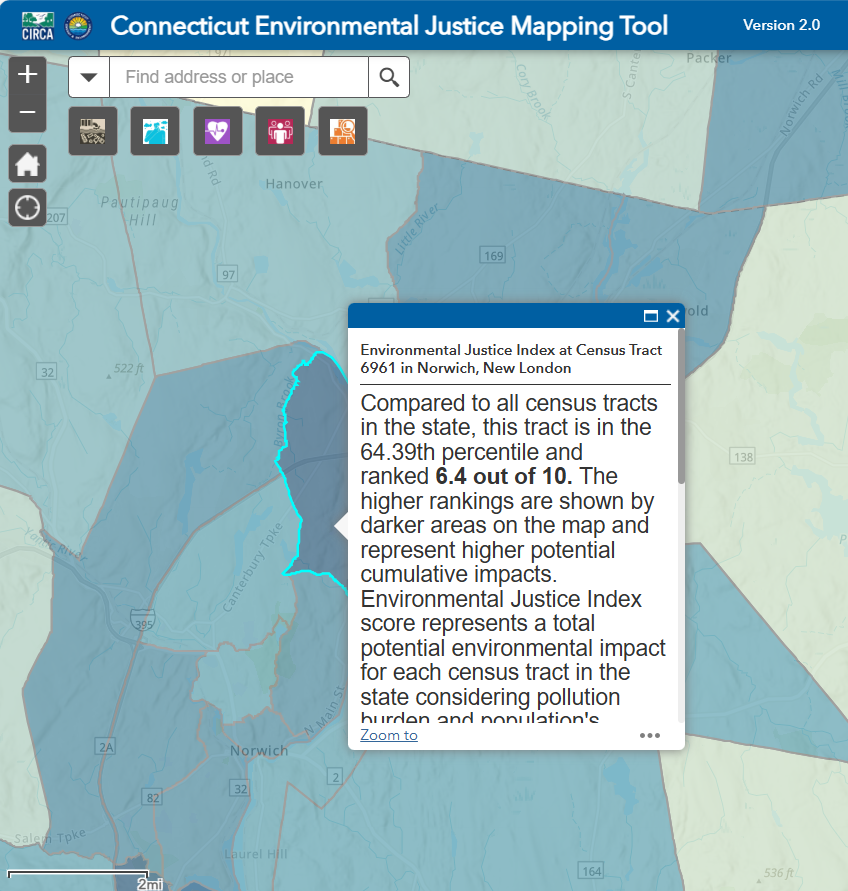 CIRCA
Connecticut Environmental Justice Mapping Tool
Version 2.0
+
Find address or place
−
Packer
Cory Brook
S Cante
Norwich Rd
Mill B
nd Rd
Hanover
Pautipaug
Hill
207
Little River
169
97
wold
Environmental Justice Index at Census Tract
6961 in Norwich, New London
Compared to all census tracts
in the state, this tract is in the
64.39th percentile and
ranked 6.4 out of 10. The
higher rankings are shown by
darker areas on the map and
represent higher potential
cumulative impacts.
Environmental Justice Index
score represents a total
potential environmental impact
for each census tract in the
state considering pollution
burden and population's
Zoom to
522 ft
32
Byron Brook
138
Yantic River
Canterbury Tpke
395
N Main St
2A
Norwich
2
32
82
Salem Tpke
Laurel Hill
164
536 ft
2mi